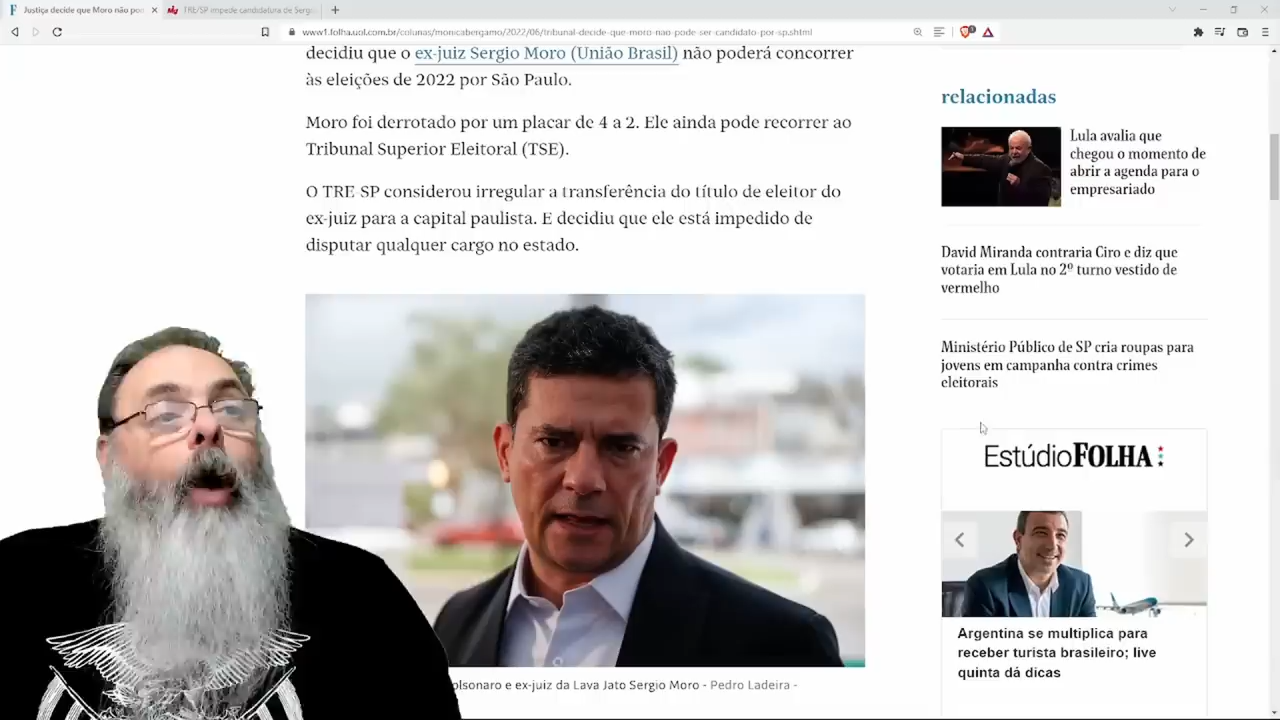 Justiça decide que Moro não pod
TRE/SP impede candidatura de Sergi
www1.folha.uol.com.br/colunas/monicabergamo/2022/06/tribunal-decide-que-moro-nao-pode-ser-candidato-por-sp.shtml
decidiu que o ex-juiz Sergio Moro (União Brasil) não poderá concorrer
às eleições de 2022 por São Paulo.
Moro foi derrotado por um placar de 4 a 2. Ele ainda pode recorrer ao
Tribunal Superior Eleitoral (TSE).
O TRE SP considerou irregular a transferência do título de eleitor do
ex-juiz para a capital paulista. E decidiu que ele está impedido de
disputar qualquer cargo no estado.
olsonaro e ex-juiz da Lava Jato Sergio Moro - Pedro Ladeira -
relacionadas
Lula avalia que
chegou o momento de
abrir a agenda para o
empresariado
David Miranda contraria Ciro e diz que
votaria em Lula no 2º turno vestido de
vermelho
Ministério Público de SP cria roupas para
jovens em campanha contra crimes
eleitorais
Estúdio FOLHA
Argentina se multiplica para
receber turista brasileiro; live
quinta dá dicas